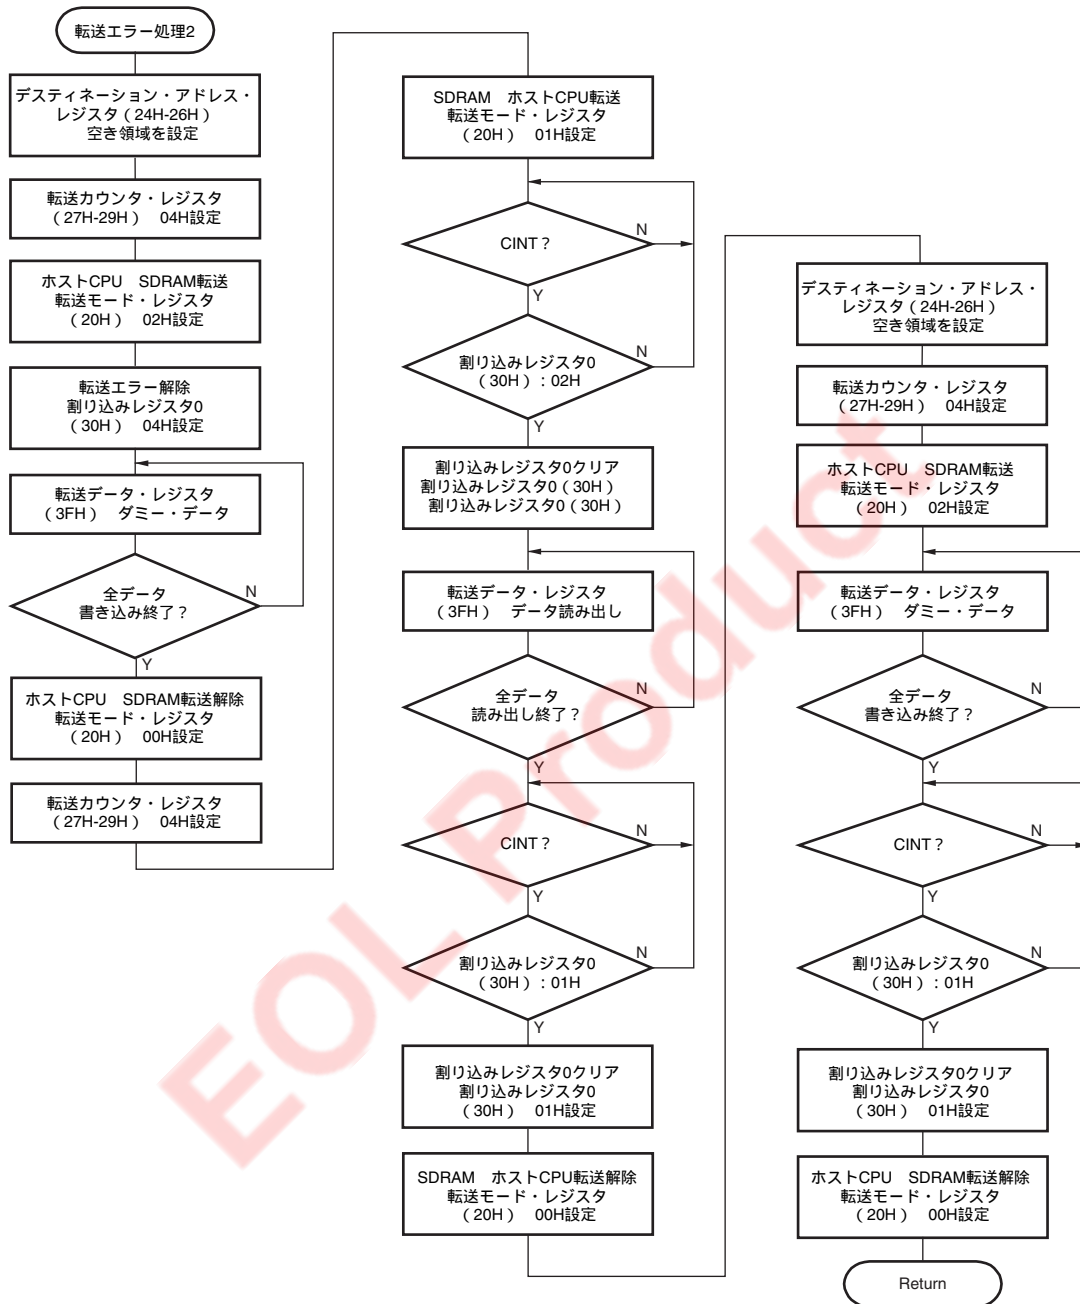 転送エラー処理2
デスティネーション・アドレス・
レジスタ(24H-26H)
空き領域を設定
転送カウンタ・レジスタ
(27H-29H) 04H設定
ホストCPU SDRAM転送
転送モード・レジスタ
(20H) 02H設定
転送エラー解除
割り込みレジスタ0
(30H) 04H設定
転送データ・レジスタ
(3FH) ダミー・データ
全データ
書き込み終了?
N
Y
ホストCPU SDRAM転送解除
転送モード・レジスタ
(20H) 00H設定
転送カウンタ・レジスタ
(27H-29H) 04H設定
SDRAM ホストCPU転送
転送モード・レジスタ
(20H) 01H設定
CINT?
N
Y
割り込みレジスタ0
(30H):02H
N
Y
割り込みレジスタ0クリア
割り込みレジスタ0(30H)
割り込みレジスタ0(30H)
転送データ・レジスタ
(3FH) データ読み出し
全データ
読み出し終了?
N
Y
CINT?
N
Y
割り込みレジスタ0
(30H):01H
N
Y
割り込みレジスタ0クリア
割り込みレジスタ0
(30H) 01H設定
SDRAM ホストCPU転送解除
転送モード・レジスタ
(20H) 00H設定
デスティネーション・アドレス・
レジスタ(24H-26H)
空き領域を設定
転送カウンタ・レジスタ
(27H-29H) 04H設定
ホストCPU SDRAM転送
転送モード・レジスタ
(20H) 02H設定
転送データ・レジスタ
(3FH) ダミー・データ
全データ
書き込み終了?
N
Y
CINT?
N
Y
割り込みレジスタ0
(30H):01H
N
Y
割り込みレジスタ0クリア
割り込みレジスタ0
(30H) 01H設定
ホストCPU SDRAM転送解除
転送モード・レジスタ
(20H) 00H設定
Return
EOL Product